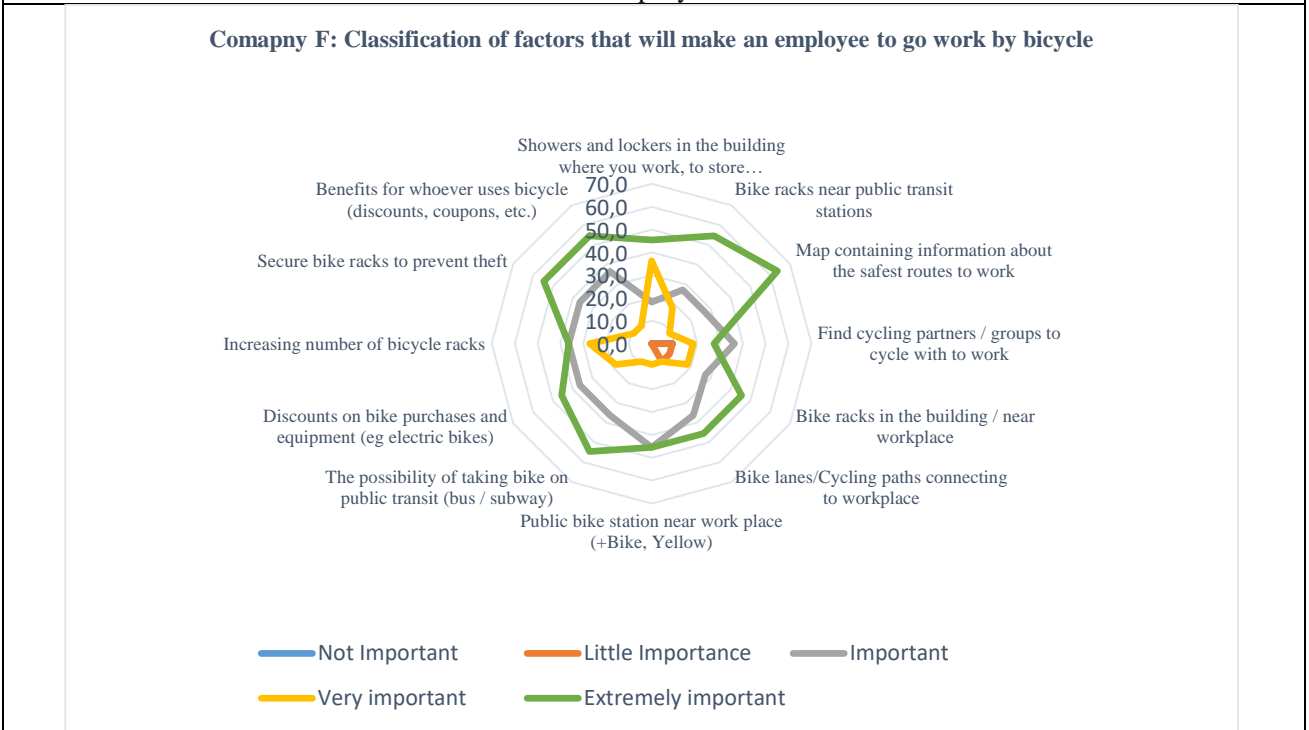 Comapny F: Classification of factors that will make an employee to go work by bicycle
Showers and lockers in the building
where you work, to store…
Bike racks near public transit
stations
Map containing information about
the safest routes to work
Find cycling partners / groups to
cycle with to work
Bike racks in the building / near
workplace
Bike lanes/Cycling paths connecting
to workplace
Public bike station near work place
(+Bike, Yellow)
The possibility of taking bike on
public transit (bus / subway)
Discounts on bike purchases and
equipment (eg electric bikes)
Increasing number of bicycle racks
Secure bike racks to prevent theft
Benefits for whoever uses bicycle
(discounts, coupons, etc.)
70,0
60,0
50,0
40,0
30,0
20,0
10,0
0,0
Not Important
Little Importance
Important
Very important
Extremely important